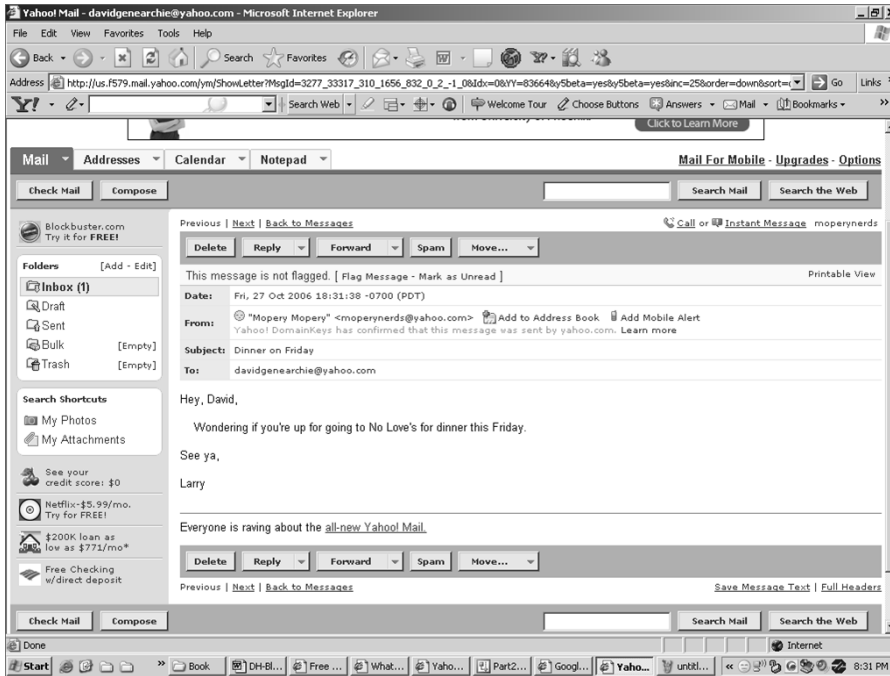 Yahoo! Mail - davidgenearchie@yahoo.com - Microsoft Internet Explorer
File Edit View Favorites Tools Help
Back Search Favorites
Address http://us.f579.mail.yahoo.com/ym/ShowLetter?MsgId=3277_33317_310_1656_832_0_2_-1_0&Idx=0&YY=83664&y5beta=yes&y5beta=yes&inc=25&order=down&sort= Go Links
Y! Search Web Welcome Tour Choose Buttons Answers Mail Bookmarks »
Click to Learn More
Mail Addresses Calendar Notepad Mail For Mobile - Upgrades - Options
Check Mail Compose Search Mail Search the Web
Blockbuster.com
Try it for FREE!
Previous | Next | Back to Messages Call or Instant Message moperynerds
Delete Reply Forward Spam Move...
Folders [Add - Edit]
Inbox (1)
Draft
Sent
Bulk [Empty]
Trash [Empty]
This message is not flagged. [ Flag Message - Mark as Unread ] Printable View
Date: Fri, 27 Oct 2006 18:31:38 -0700 (PDT)
From: "Mopery Mopery" <moperynerds@yahoo.com> Add to Address Book Add Mobile Alert
Yahoo! DomainKeys has confirmed that this message was sent by yahoo.com. Learn more
Subject: Dinner on Friday
To: davidgenearchie@yahoo.com
Search Shortcuts
My Photos
My Attachments
See your
credit score: $0
Netflix-$5.99/mo.
Try for FREE!
$200K loan as
low as $771/mo*
Free Checking
w/direct deposit
Hey, David,
Wondering if you're up for going to No Love's for dinner this Friday.
See ya,
Larry
Everyone is raving about the all-new Yahoo! Mail.
Delete Reply Forward Spam Move...
Previous | Next | Back to Messages Save Message Text | Full Headers
Check Mail Compose Search Mail Search the Web
Done Internet
Start » Book DH-Bl... Free ... What... Yaho... Part2... Googl... Yaho... untitl... « 8:31 PM